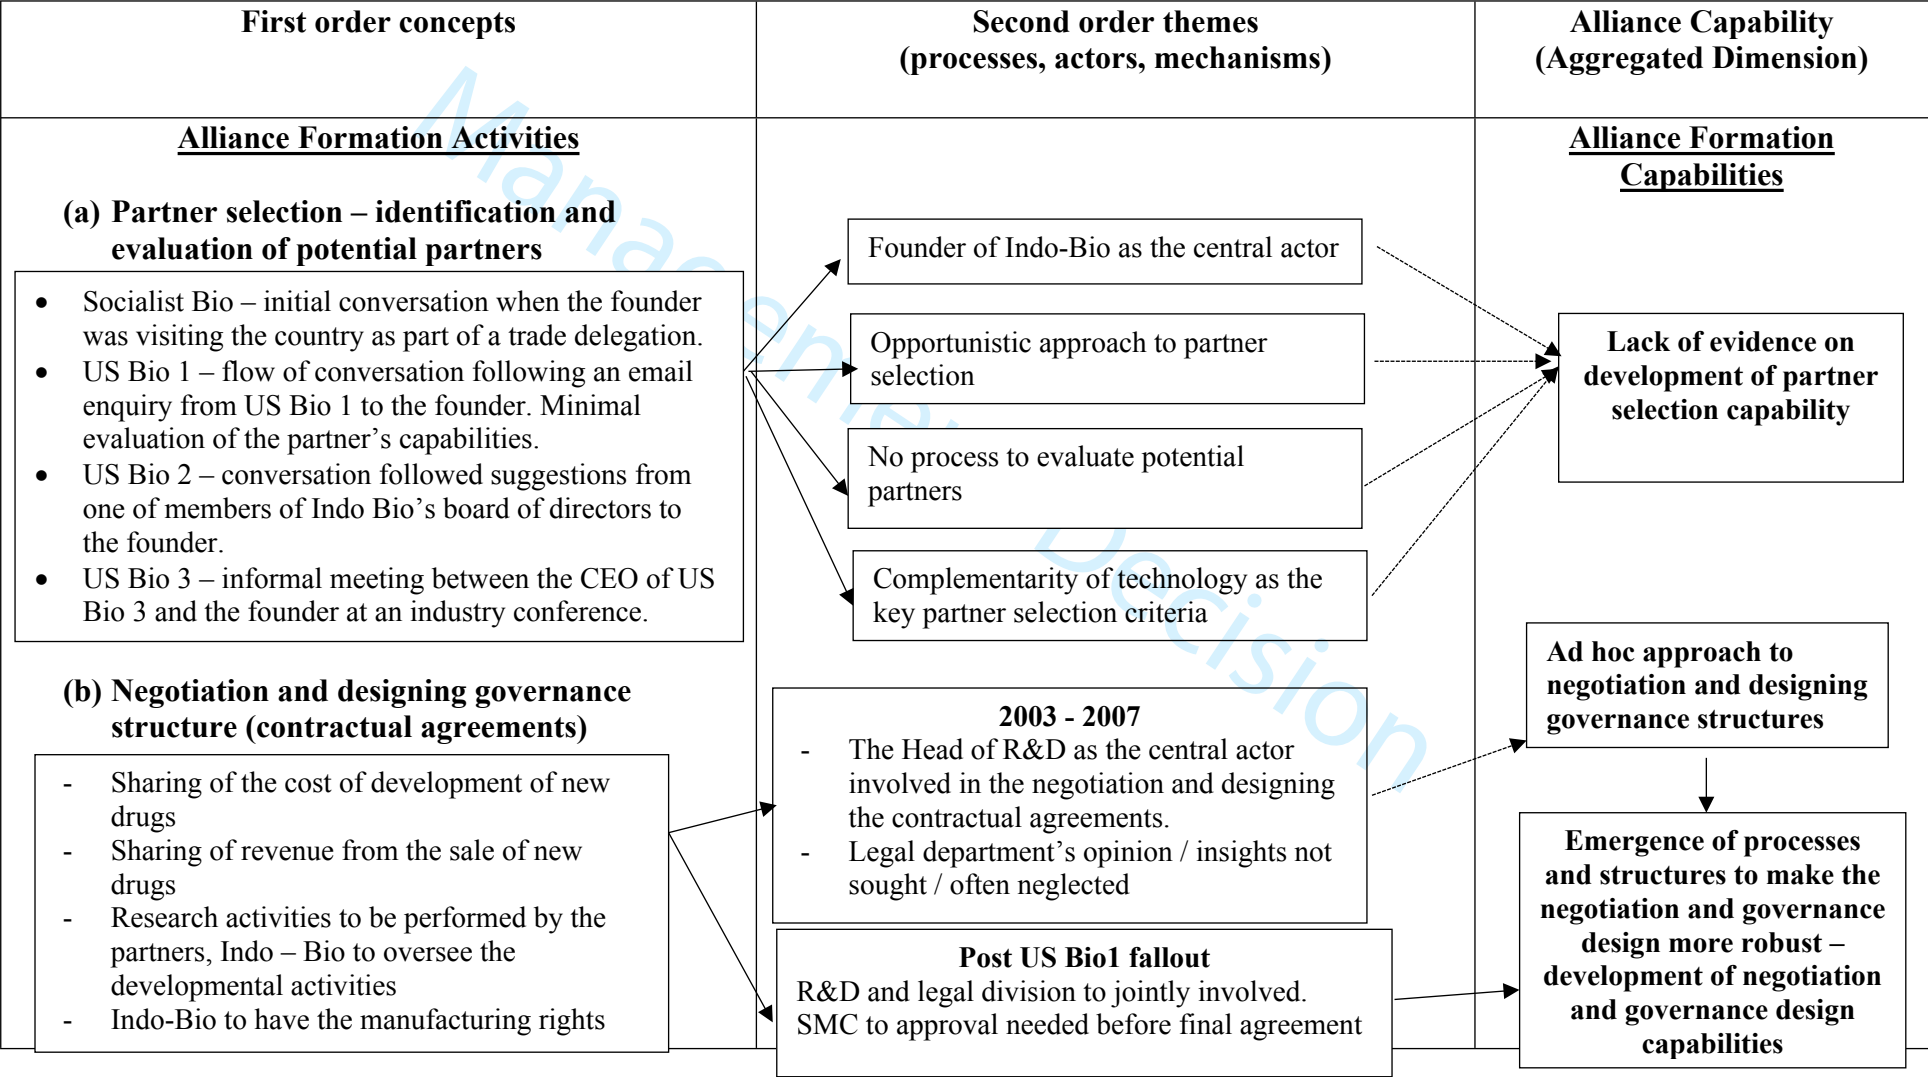 First order concepts
Second order themes
(processes, actors, mechanisms)
Alliance Capability
(Aggregated Dimension)
Alliance Formation Activities
(a) Partner selection – identification and
evaluation of potential partners
• Socialist Bio – initial conversation when the founder
was visiting the country as part of a trade delegation.
• US Bio 1 – flow of conversation following an email
enquiry from US Bio 1 to the founder. Minimal
evaluation of the partner’s capabilities.
• US Bio 2 – conversation followed suggestions from
one of members of Indo Bio’s board of directors to
the founder.
• US Bio 3 – informal meeting between the CEO of US
Bio 3 and the founder at an industry conference.
(b) Negotiation and designing governance
structure (contractual agreements)
- Sharing of the cost of development of new
drugs
- Sharing of revenue from the sale of new
drugs
- Research activities to be performed by the
partners, Indo – Bio to oversee the
developmental activities
- Indo-Bio to have the manufacturing rights
Founder of Indo-Bio as the central actor
Opportunistic approach to partner
selection
No process to evaluate potential
partners
Complementarity of technology as the
key partner selection criteria
2003 - 2007
- The Head of R&D as the central actor
involved in the negotiation and designing
the contractual agreements.
- Legal department’s opinion / insights not
sought / often neglected
Post US Bio1 fallout
R&D and legal division to jointly involved.
SMC to approval needed before final agreement
Alliance Formation
Capabilities
Lack of evidence on
development of partner
selection capability
Ad hoc approach to
negotiation and designing
governance structures
Emergence of processes
and structures to make the
negotiation and governance
design more robust –
development of negotiation
and governance design
capabilities
Management Decision